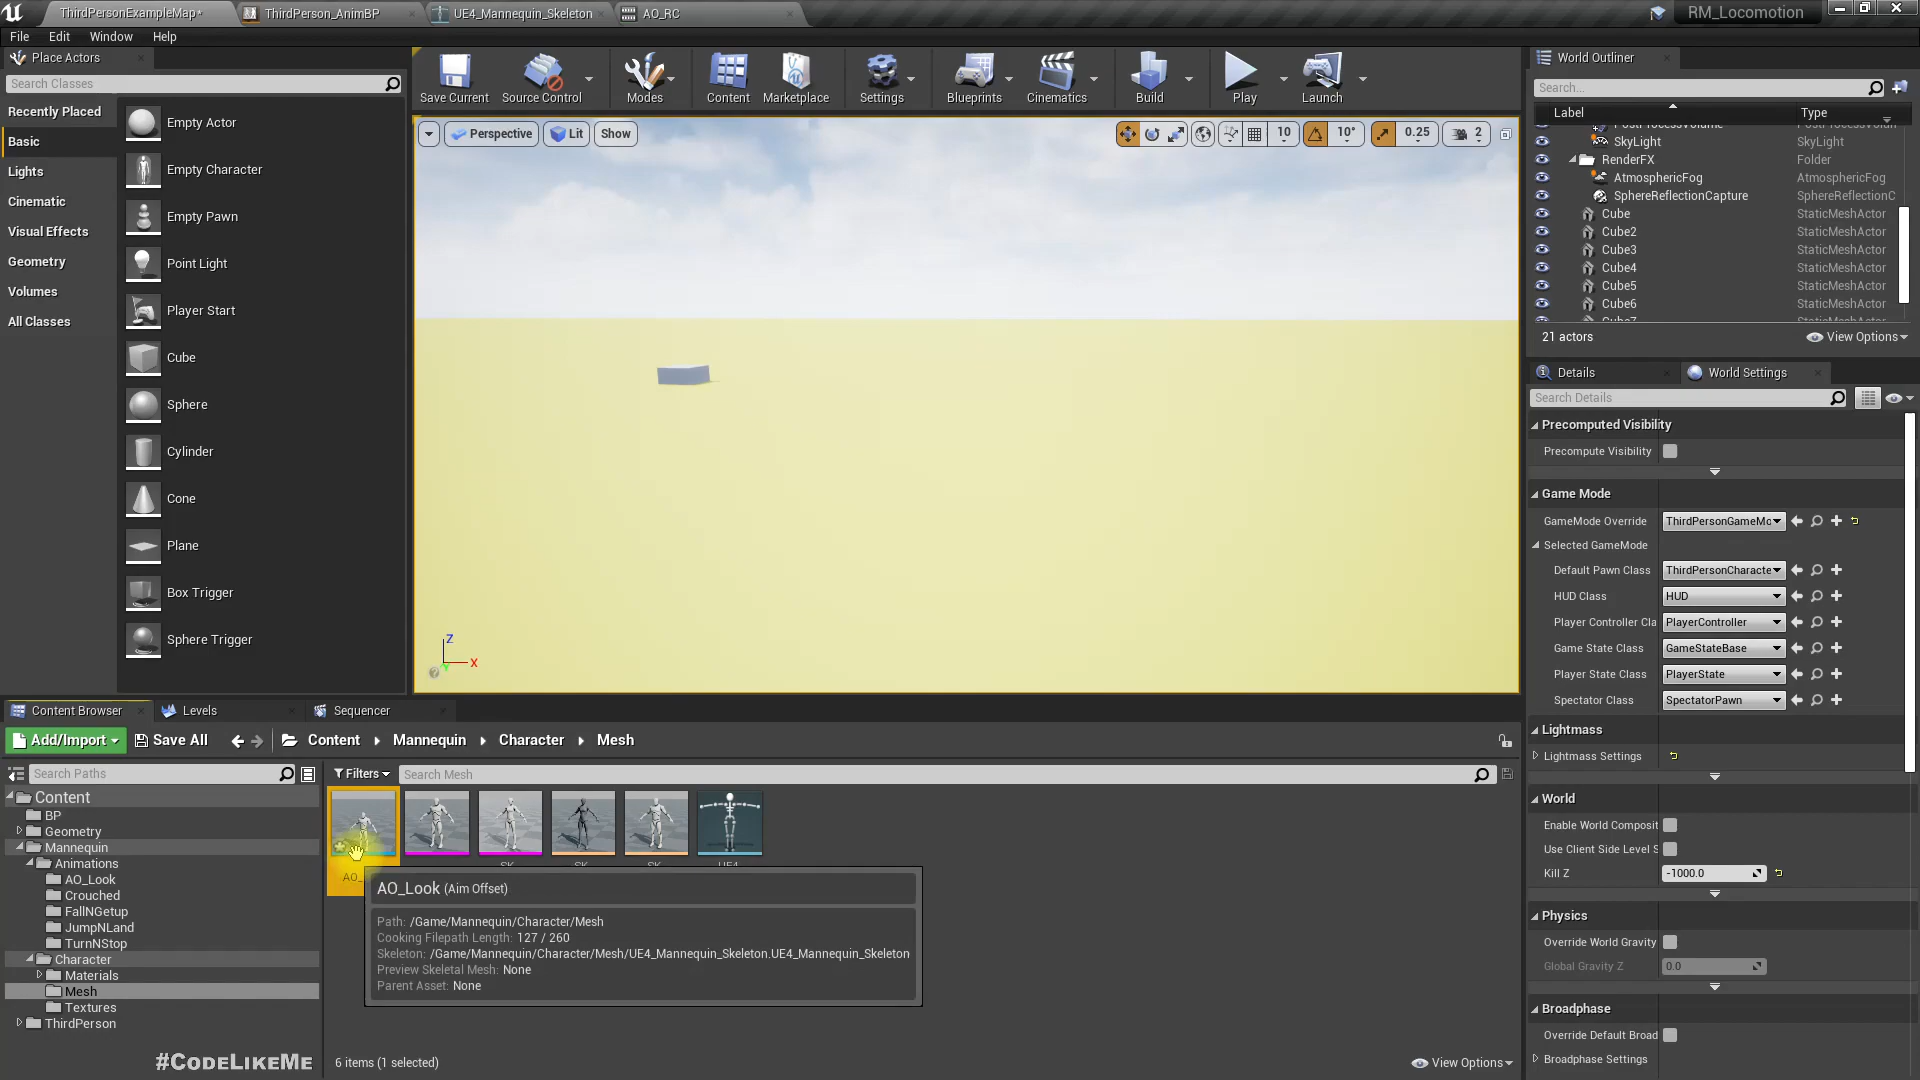 ThirdPersonExampleMap*
ThirdPerson_AnimBP
UE4_Mannequin_Skeleton
AO_RC
RM_Locomotion
File Edit Window Help
Place Actors
Search Classes
Recently Placed
Basic
Lights
Cinematic
Visual Effects
Geometry
Volumes
All Classes
Empty Actor
Empty Character
Empty Pawn
Point Light
Player Start
Cube
Sphere
Cylinder
Cone
Plane
Box Trigger
Sphere Trigger
Save Current
Source Control
Modes
Content
Marketplace
Settings
Blueprints
Cinematics
Build
Play
Launch
Perspective
Lit
Show
10
10°
0.25
2
Z
X
Y
World Outliner
Search...
Label Type
PostProcessVolume PostProcessVolun
SkyLight SkyLight
RenderFX Folder
AtmosphericFog AtmosphericFog
SphereReflectionCapture SphereReflectionC
Cube StaticMeshActor
Cube2 StaticMeshActor
Cube3 StaticMeshActor
Cube4 StaticMeshActor
Cube5 StaticMeshActor
Cube6 StaticMeshActor
Cube7 StaticMeshActor
21 actors
View Options
Details
World Settings
Search Details
Precomputed Visibility
Precompute Visibility
Game Mode
GameMode Override ThirdPersonGameMo
Selected GameMode
Default Pawn Class ThirdPersonCharacte
HUD Class HUD
Player Controller Cla PlayerController
Game State Class GameStateBase
Player State Class PlayerState
Spectator Class SpectatorPawn
Lightmass
Lightmass Settings
World
Enable World Composit
Use Client Side Level S
Kill Z -1000.0
Physics
Override World Gravity
Global Gravity Z 0.0
Broadphase
Override Default Broad
Broadphase Settings
Content Browser
Levels
Sequencer
Add/Import
Save All
Content
Mannequin
Character
Mesh
Search Paths
Filters
Search Mesh
Content
BP
Geometry
Mannequin
Animations
AO_Look
Crouched
FallNGetup
JumpNLand
TurnNStop
Character
Materials
Mesh
Textures
ThirdPerson
AO_
SK
SK
SK
UE4
AO_Look (Aim Offset)
Path: /Game/Mannequin/Character/Mesh
Cooking Filepath Length: 127 / 260
Skeleton: /Game/Mannequin/Character/Mesh/UE4_Mannequin_Skeleton.UE4_Mannequin_Skeleton
Preview Skeletal Mesh: None
Parent Asset: None
#CODELIKEME
6 items (1 selected)
View Options